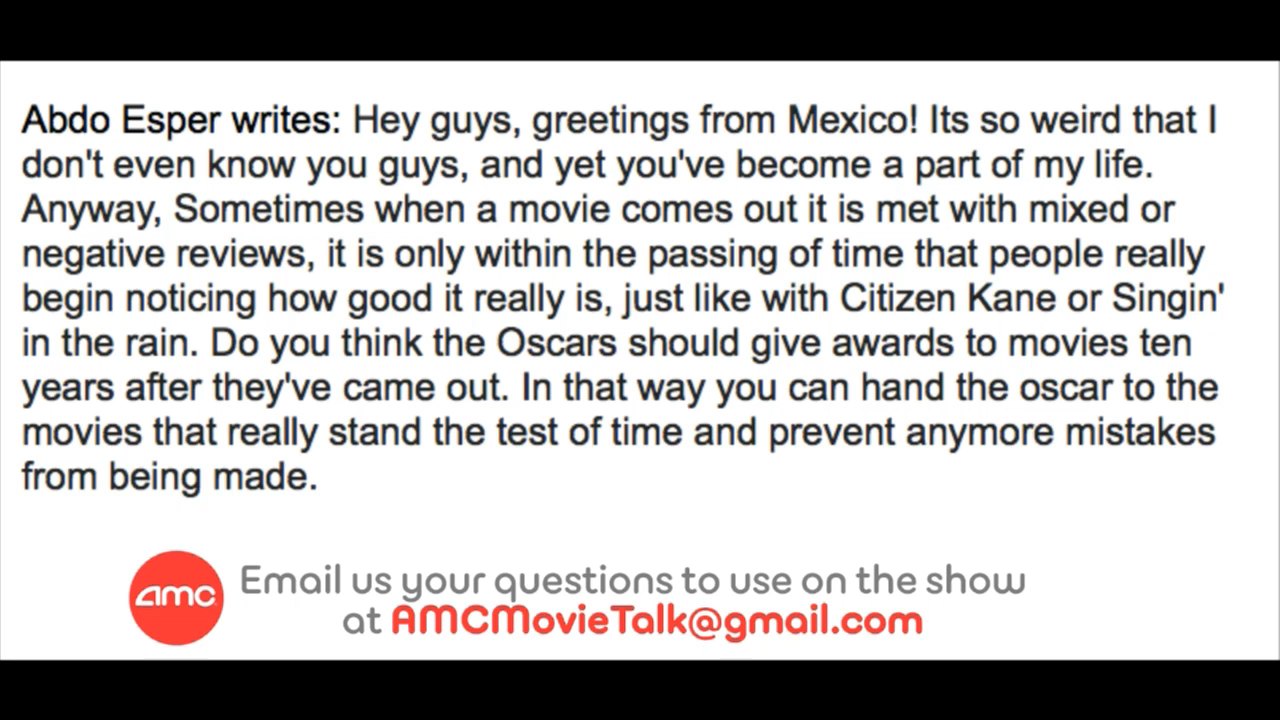 Abdo Esper writes: Hey guys, greetings from Mexico! Its so weird that I
don't even know you guys, and yet you've become a part of my life.
Anyway, Sometimes when a movie comes out it is met with mixed or
negative reviews, it is only within the passing of time that people really
begin noticing how good it really is, just like with Citizen Kane or Singin'
in the rain. Do you think the Oscars should give awards to movies ten
years after they've came out. In that way you can hand the oscar to the
movies that really stand the test of time and prevent anymore mistakes
from being made.
amc
Email us your questions to use on the show
at AMCMovieTalk@gmail.com